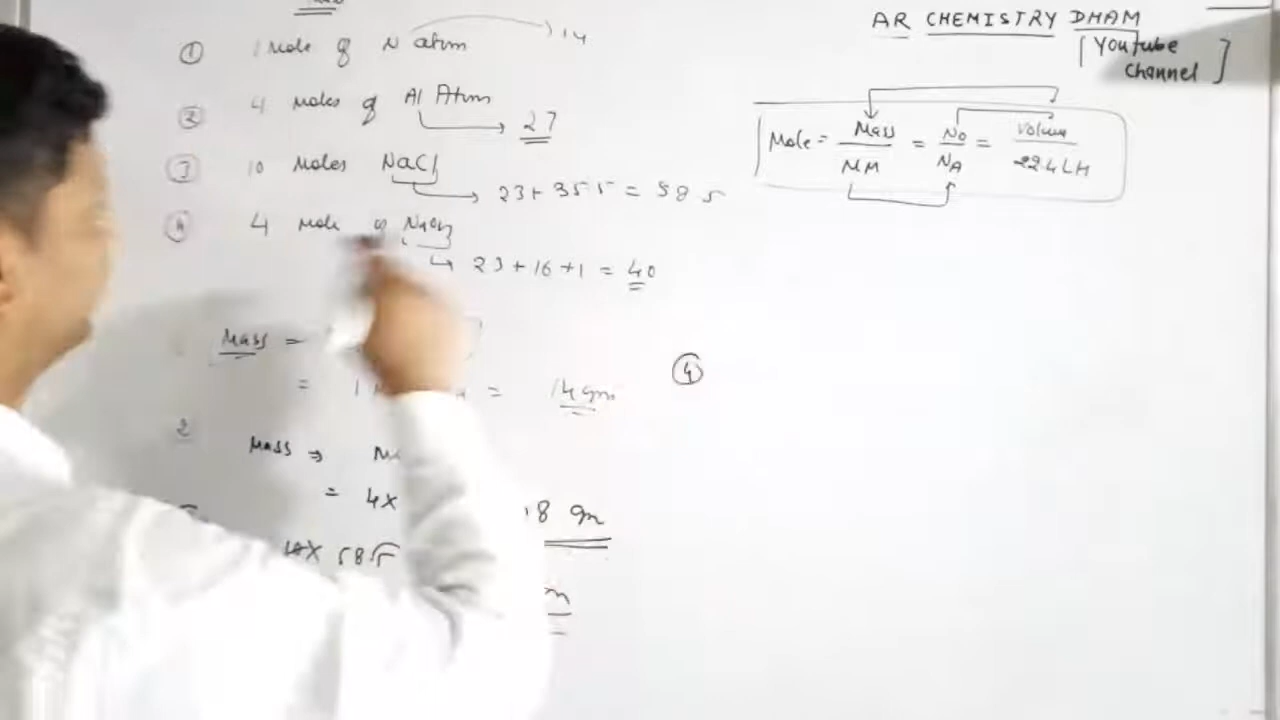 ① 1 Mole of N atom → 14
② 4 Moles of Al Atom
→ 27
③ 10 Moles NaCl
→ 23+35.5 = 58.5
④ 4 Mole of NaOH
↳ 23+16+1 = 40
Mass =
= 1 = 14 gm
2 Mass ⇒
= 4× 8 gm
10× 58.5
④
AR CHEMISTRY DHAM
[YouTube
Channel]
Mole = Mass/MM = No/NA = Volume/22.4 LH